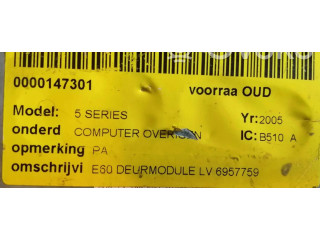 0000147301 voorraa OUD
Model: 5 SERIES Yr: 2005
onderd COMPUTER IC: B510 A
opmerking PA
omschrijvi E60 DEURMODULE LV 6957759